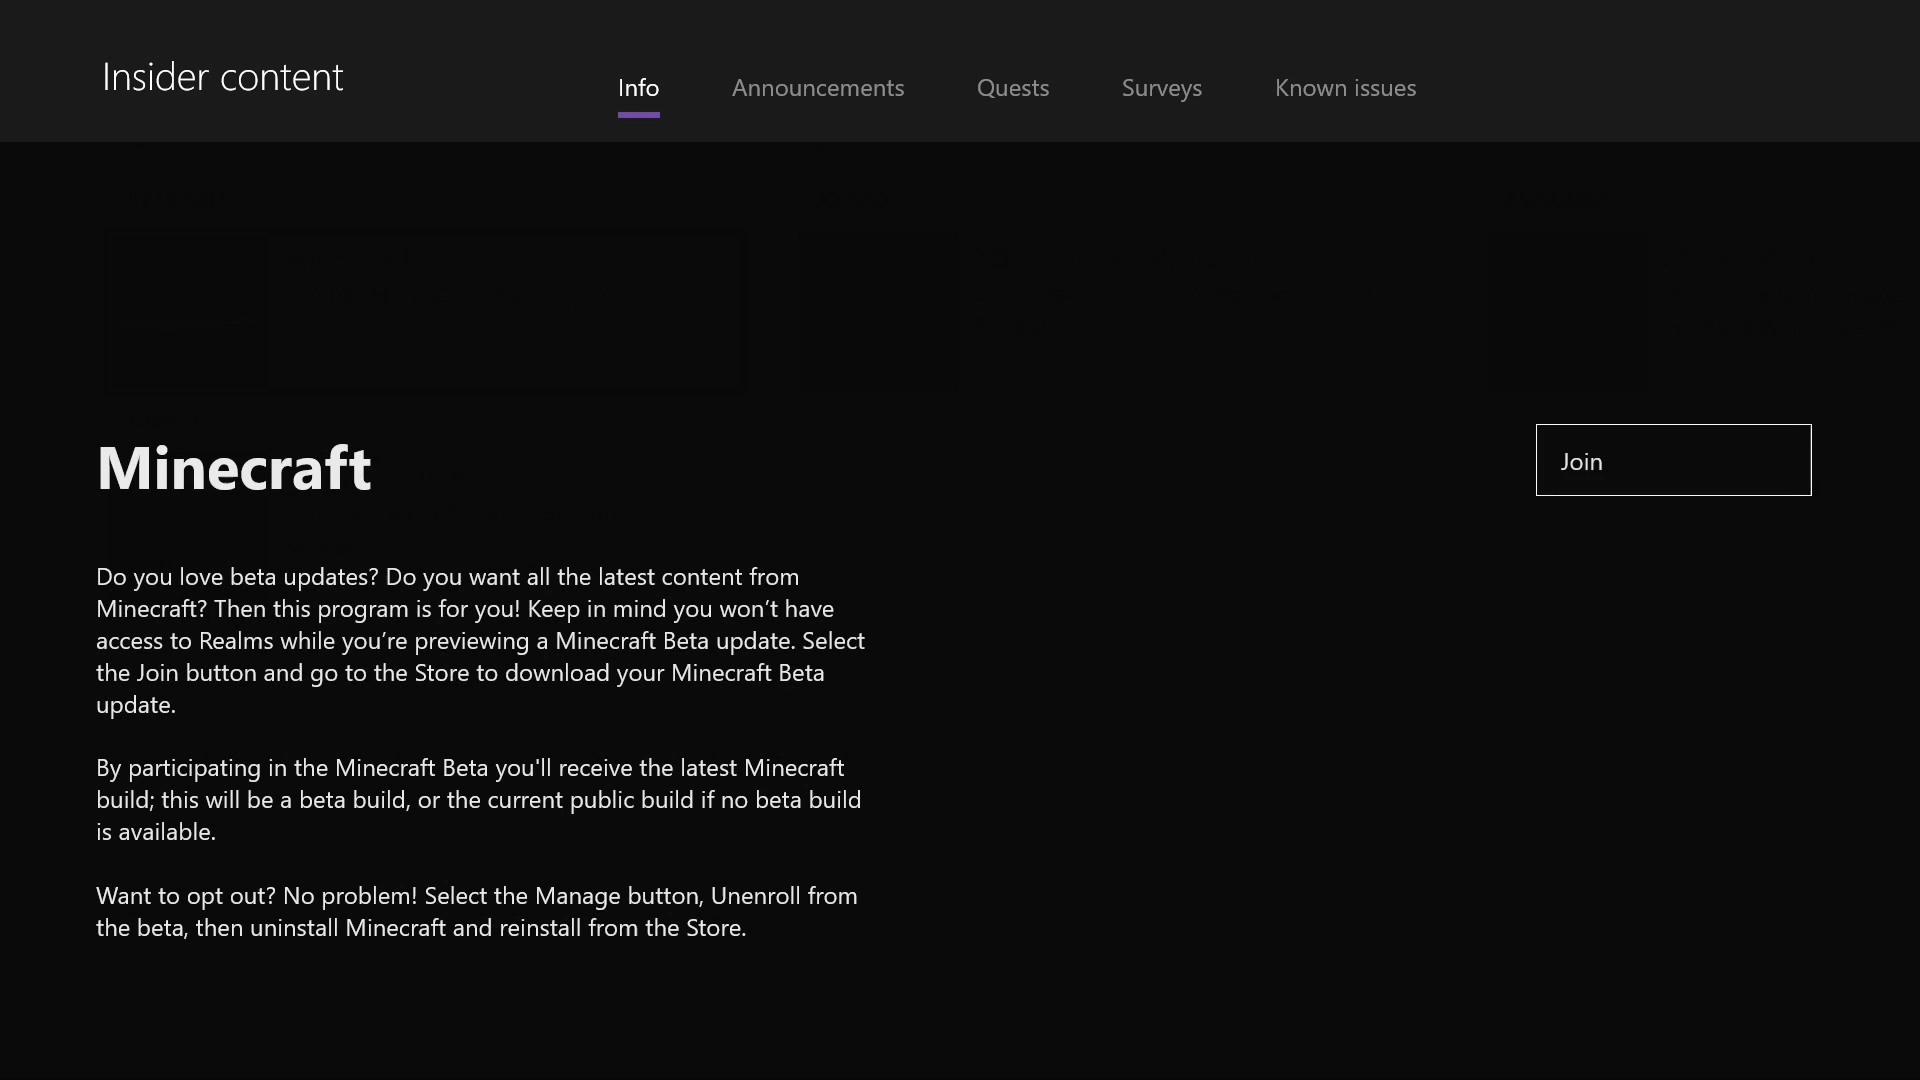 Insider content
Info
Announcements
Quests
Surveys
Known issues
Minecraft
Join
Do you love beta updates? Do you want all the latest content from
Minecraft? Then this program is for you! Keep in mind you won’t have
access to Realms while you’re previewing a Minecraft Beta update. Select
the Join button and go to the Store to download your Minecraft Beta
update.
By participating in the Minecraft Beta you'll receive the latest Minecraft
build; this will be a beta build, or the current public build if no beta build
is available.
Want to opt out? No problem! Select the Manage button, Unenroll from
the beta, then uninstall Minecraft and reinstall from the Store.